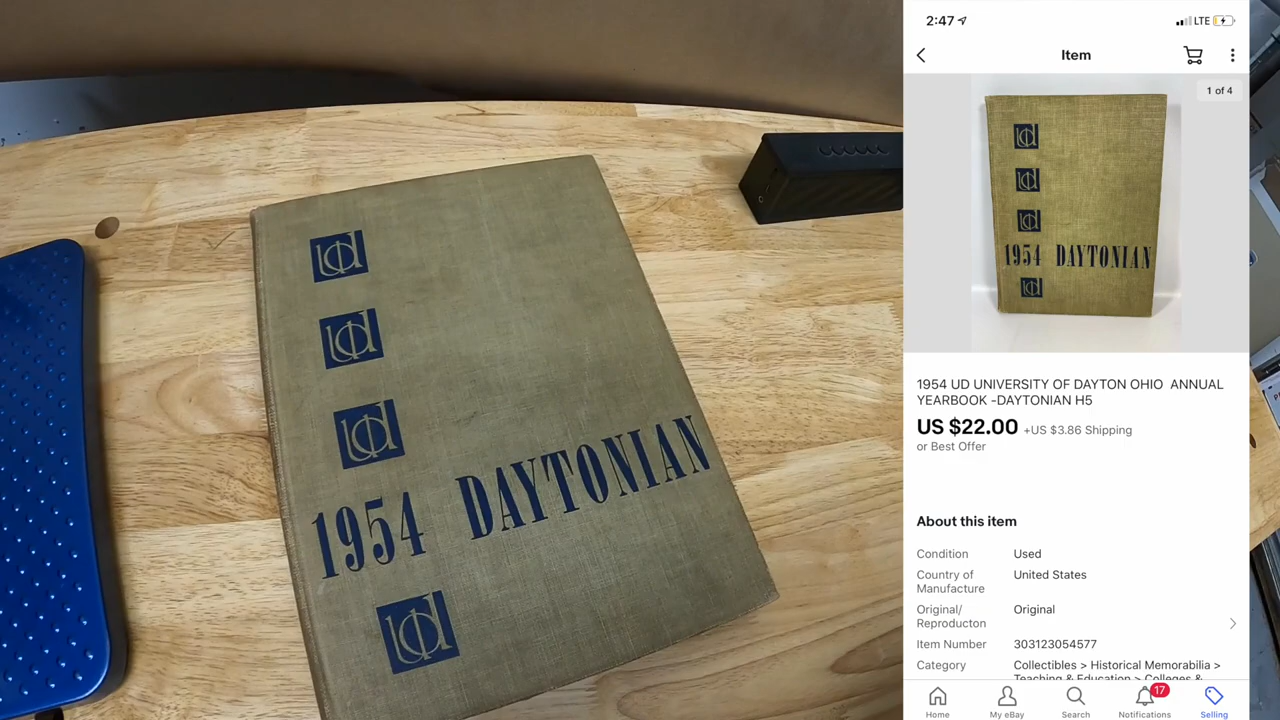 ud
ud
ud
1954 DAYTONIAN
ud
2:47
LTE
Item
1 of 4
ud
ud
ud
1954 DAYTONIAN
ud
1954 UD UNIVERSITY OF DAYTON OHIO ANNUAL
YEARBOOK -DAYTONIAN H5
US $22.00 +US $3.86 Shipping
or Best Offer
About this item
Condition Used
Country of Manufacture United States
Original/ Reproducton Original
Item Number 303123054577
Category Collectibles > Historical Memorabilia >
Teaching & Education > Colleges &
17
Home My eBay Search Notifications Selling